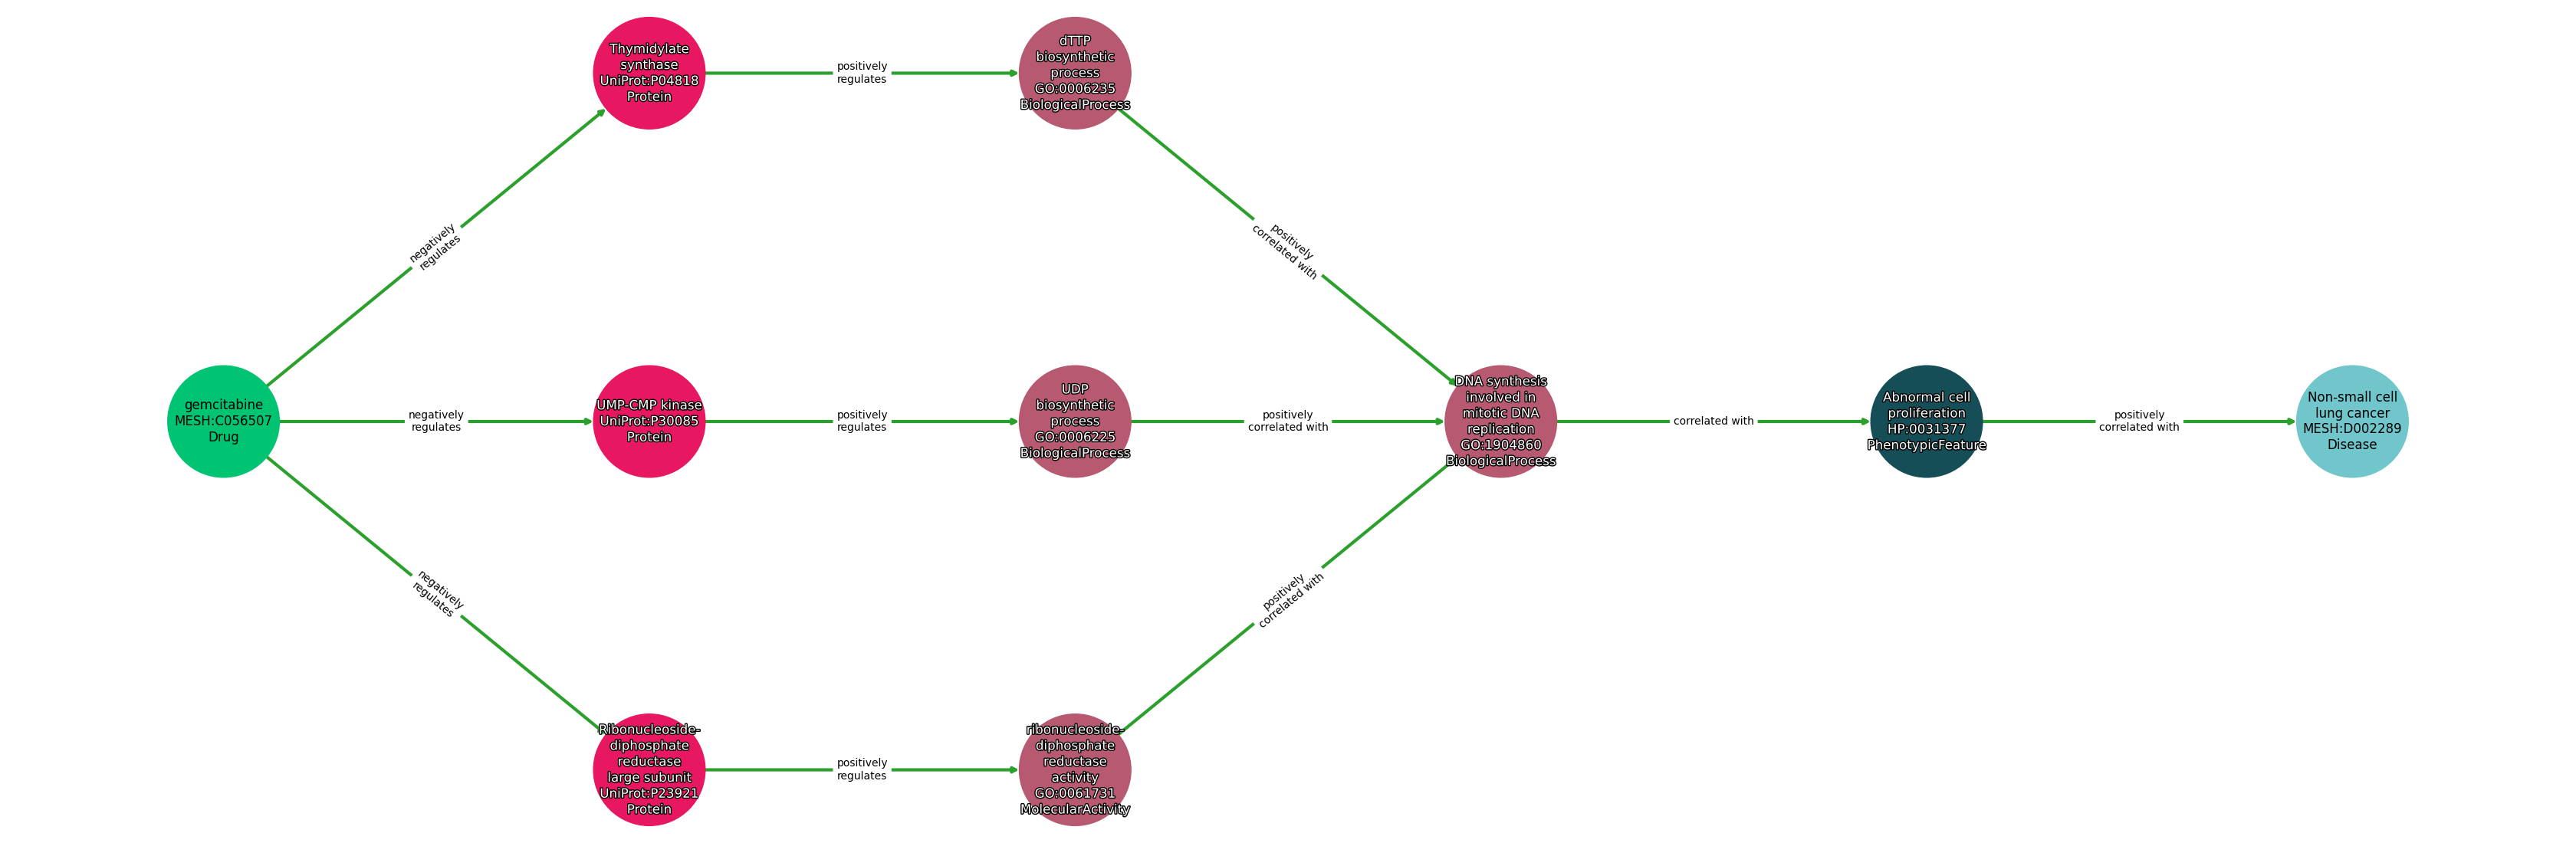 Thymidylate
synthase
UniProt:P04818
Protein
positively
regulates
dTTP
biosynthetic
process
GO:0006235
BiologicalProcess
negatively
regulates
positively
correlated with
gemcitabine
MESH:C056507
Drug
negatively
regulates
UMP-CMP kinase
UniProt:P30085
Protein
positively
regulates
UDP
biosynthetic
process
GO:0006225
BiologicalProcess
positively
correlated with
DNA synthesis
involved in
mitotic DNA
replication
GO:1904860
BiologicalProcess
correlated with
Abnormal cell
proliferation
HP:0031377
PhenotypicFeature
positively
correlated with
Non-small cell
lung cancer
MESH:D002289
Disease
negatively
regulates
positively
correlated with
Ribonucleoside-
diphosphate
reductase
large subunit
UniProt:P23921
Protein
positively
regulates
ribonucleoside-
diphosphate
reductase
activity
GO:0061731
MolecularActivity